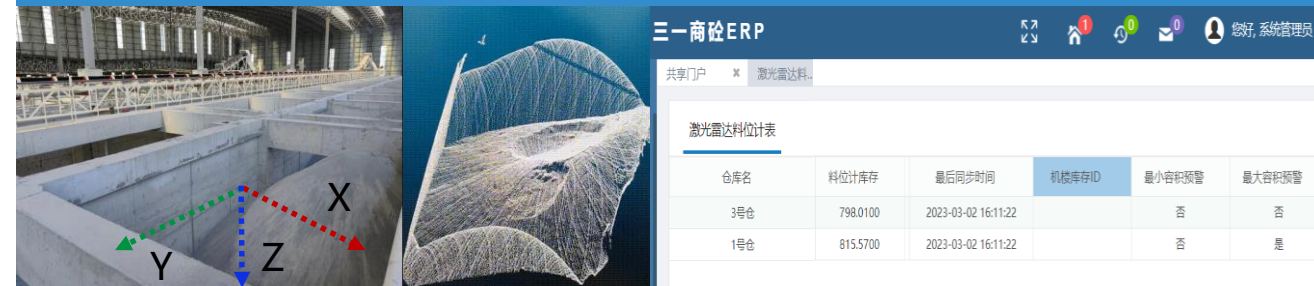 X
Y
Z
三一商砼ERP
1
0
0
您好, 系统管理员
共享门户 × 激光雷达料...
激光雷达料位计表
仓库名 料位计库存 最后同步时间 机楼库存ID 最小容积预警 最大容积预警
3号仓 798.0100 2023-03-02 16:11:22 否 否
1号仓 815.5700 2023-03-02 16:11:22 否 是